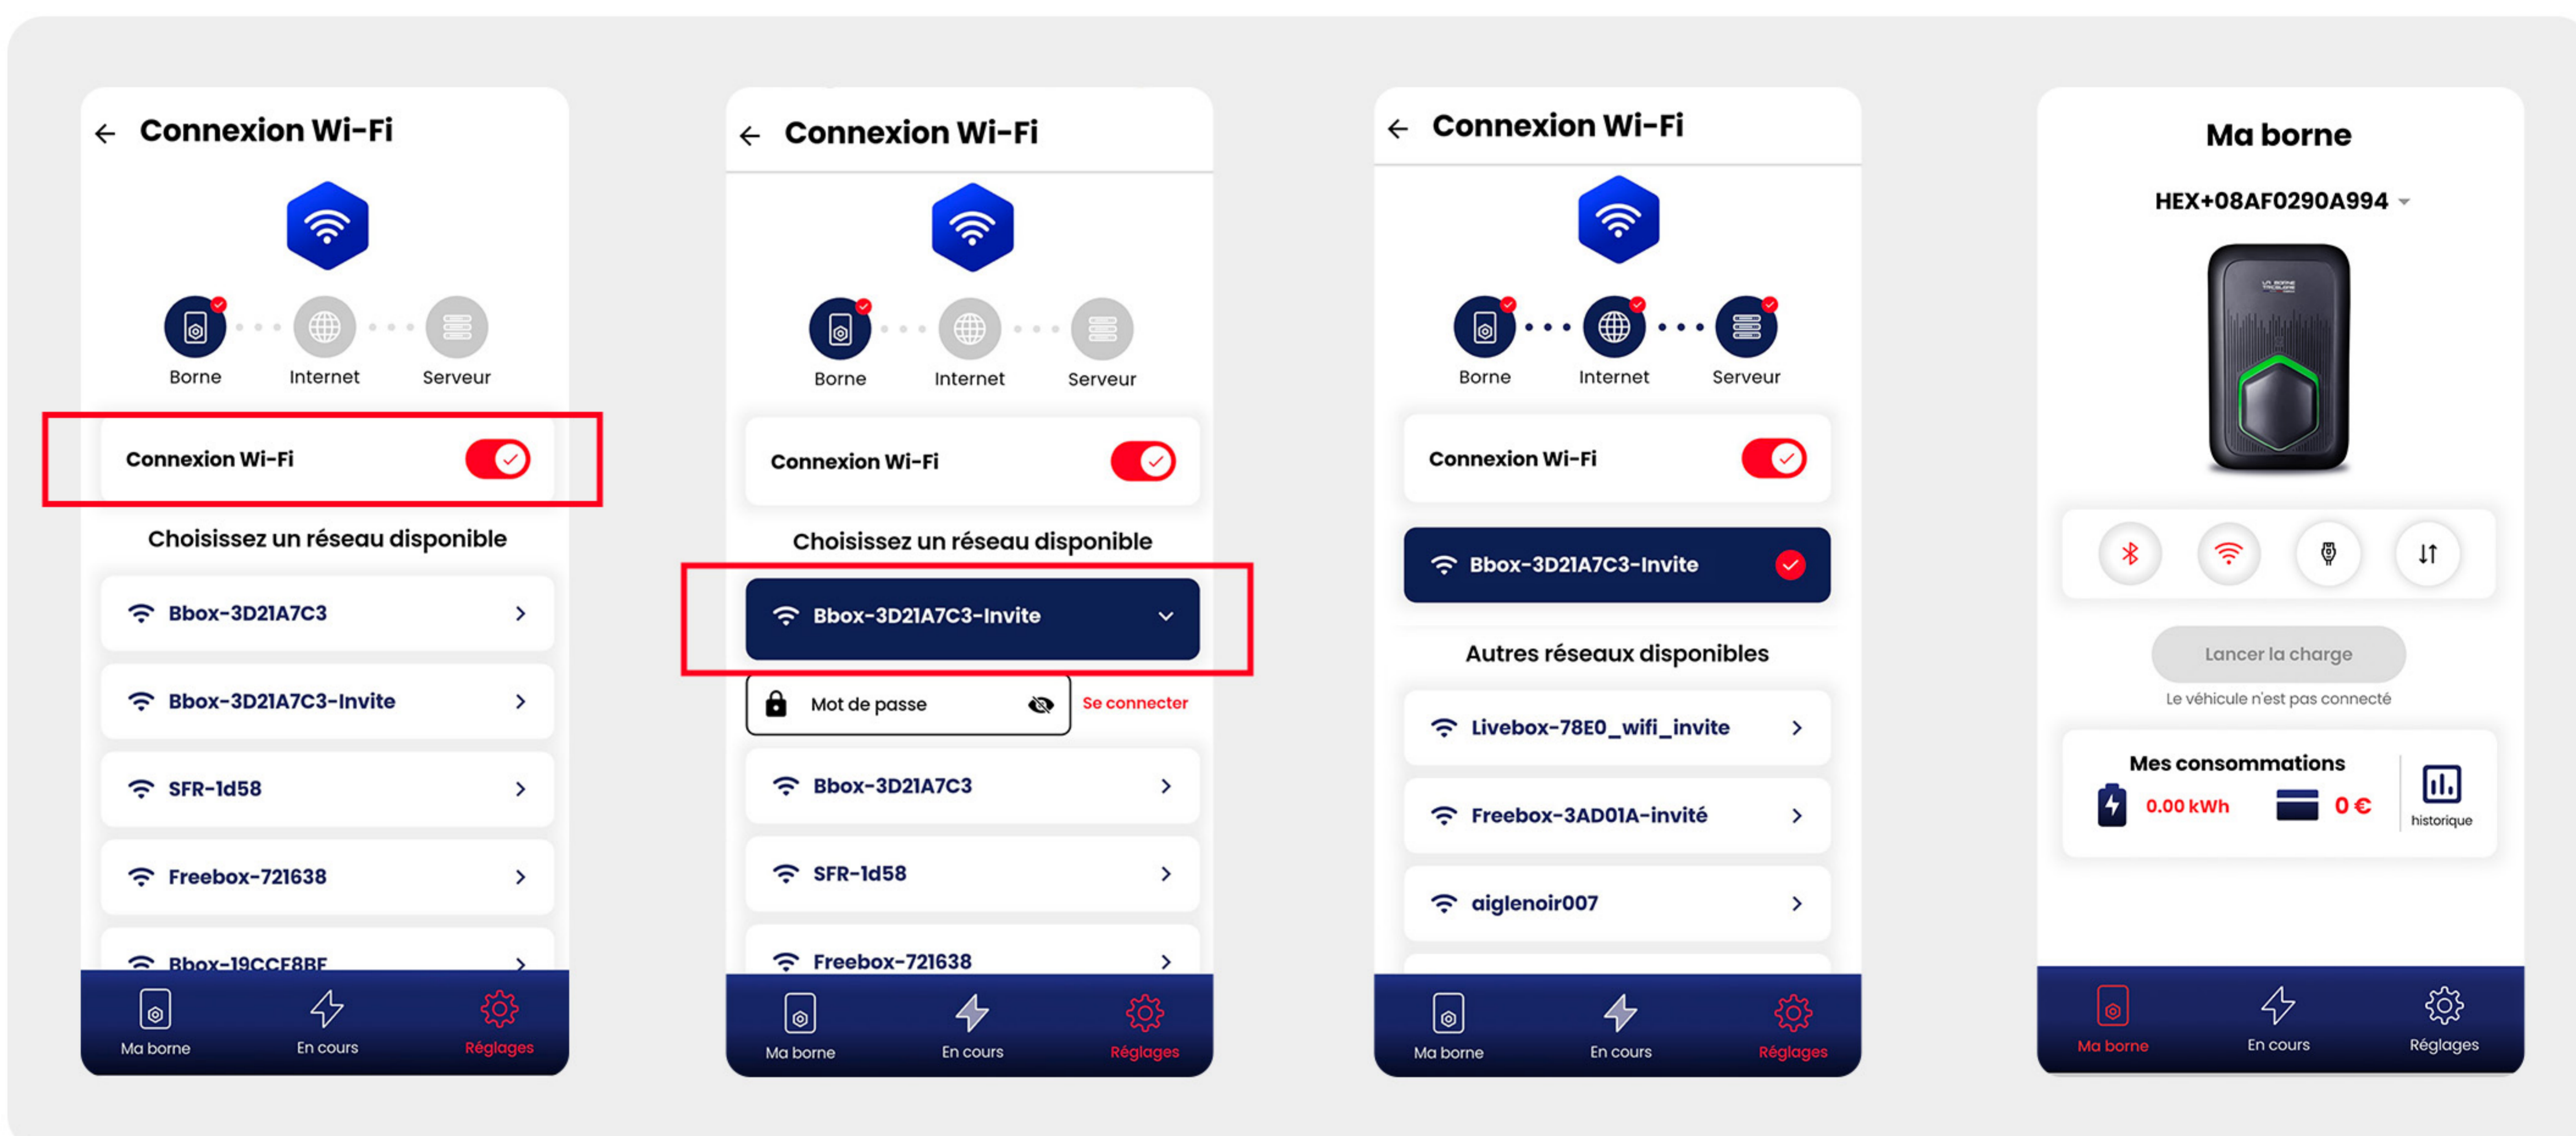 Connexion Wi-Fi
Borne Internet Serveur
Connexion Wi-Fi
Choisissez un réseau disponible
Bbox-3D21A7C3
Bbox-3D21A7C3-Invite
SFR-1d58
Freebox-721638
Bbox-19CCF8BF
Ma borne En cours Réglages
Connexion Wi-Fi
Borne Internet Serveur
Connexion Wi-Fi
Choisissez un réseau disponible
Bbox-3D21A7C3-Invite
Mot de passe Se connecter
Bbox-3D21A7C3
SFR-1d58
Freebox-721638
Ma borne En cours Réglages
Connexion Wi-Fi
Borne Internet Serveur
Connexion Wi-Fi
Bbox-3D21A7C3-Invite
Autres réseaux disponibles
Livebox-78E0_wifi_invite
Freebox-3AD01A-invité
aiglenoir007
Ma borne En cours Réglages
Ma borne
HEX+08AF0290A994
LA BORNE
TRICOLORE
Lancer la charge
Le véhicule n'est pas connecté
Mes consommations
0.00 kWh 0 €
historique
Ma borne En cours Réglages